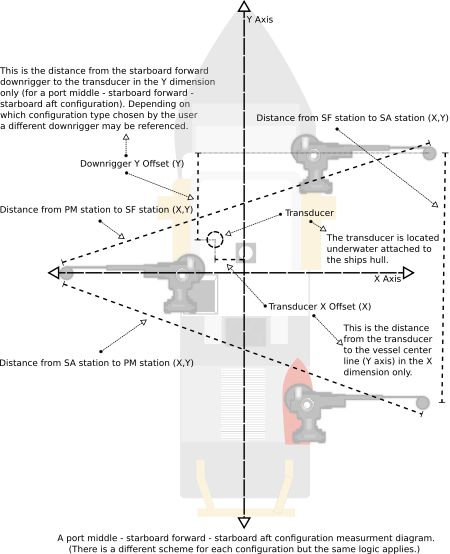 Y Axis
This is the distance from the starboard forward
downrigger to the transducer in the Y dimension
only (for a port middle - starboard forward -
starboard aft configuration). Depending on
which configuration type chosen by the user
a different downrigger may be referenced.
Distance from SF station to SA station (X,Y)
Downrigger Y Offset (Y)
Distance from PM station to SF station (X,Y)
Transducer
The transducer is located
underwater attached to
the ships hull.
X Axis
Transducer X Offset (X)
This is the distance
from the transducer
to the vessel center
line (Y axis) in the X
dimension only.
Distance from SA station to PM station (X,Y)
A port middle - starboard forward - starboard aft configuration measurment diagram.
(There is a different scheme for each configuration but the same logic applies.)